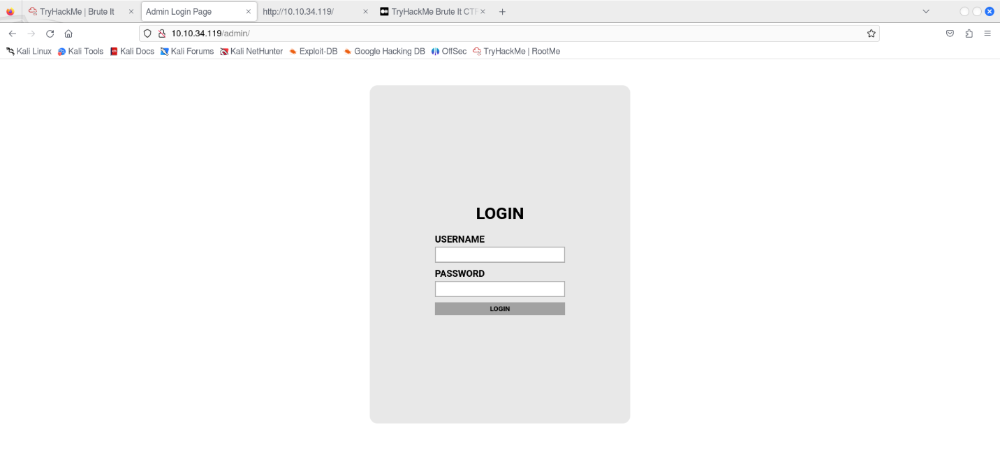 TryHackMe | Brute It
Admin Login Page
http://10.10.34.119/
TryHackMe Brute It CTF
10.10.34.119/admin/
Kali Linux
Kali Tools
Kali Docs
Kali Forums
Kali NetHunter
Exploit-DB
Google Hacking DB
OffSec
TryHackMe | RootMe
LOGIN
USERNAME
PASSWORD
LOGIN